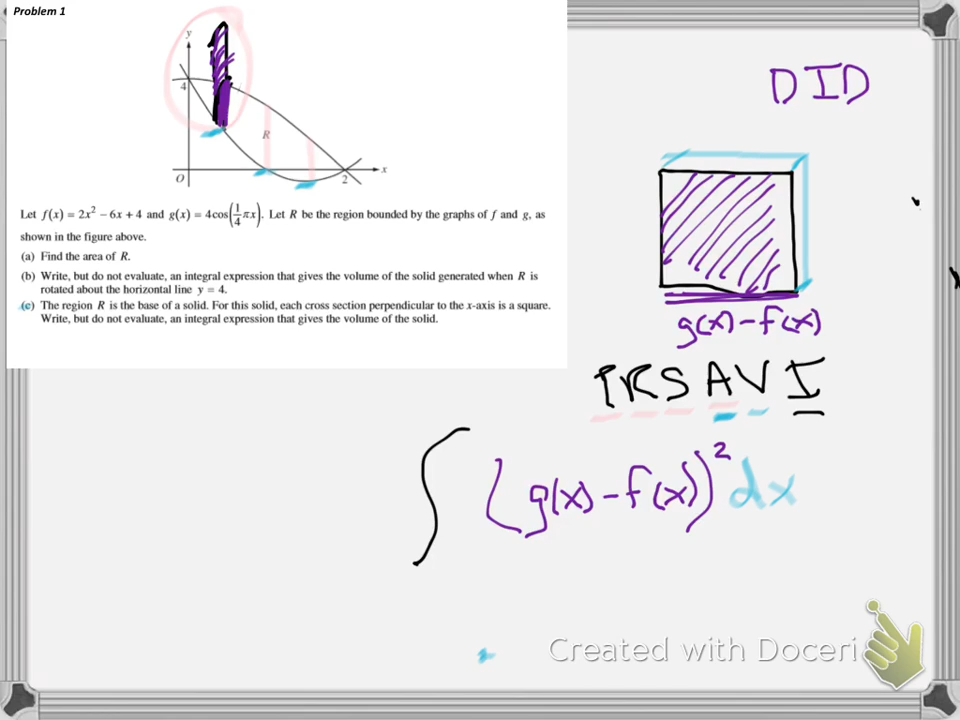 Problem 1
y
4
R
O
2
x
Let f(x) = 2x² − 6x + 4 and g(x) = 4cos(1/4 πx). Let R be the region bounded by the graphs of f and g, as
shown in the figure above.
(a) Find the area of R.
(b) Write, but do not evaluate, an integral expression that gives the volume of the solid generated when R is
rotated about the horizontal line y = 4.
(c) The region R is the base of a solid. For this solid, each cross section perpendicular to the x-axis is a square.
Write, but do not evaluate, an integral expression that gives the volume of the solid.
DID
g(x) − f(x)
PRSAVI
∫ (g(x) − f(x))² dx
Created with Doceri